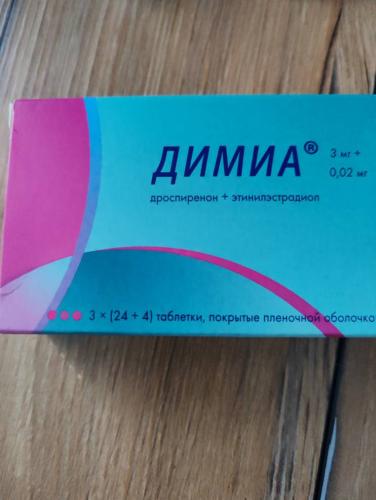 ДИМИА®
3 мг +
0,02 мг
дроспиренон + этинилэстрадиол
3 × (24 + 4) таблетки, покрытые пленочной оболочко